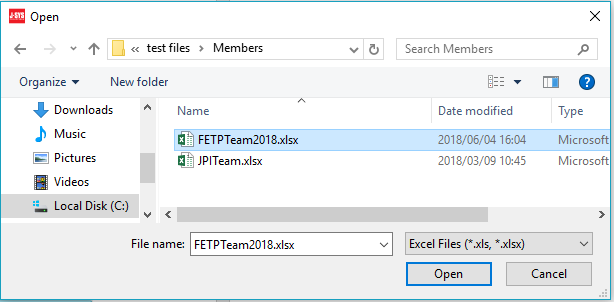 J-SYS Open
« test files > Members Search Members
Organize New folder
Downloads
Music
Pictures
Videos
Local Disk (C:)
Name Date modified Type
FETPTeam2018.xlsx 2018/06/04 16:04 Microsoft
JPITeam.xlsx 2018/03/09 10:45 Microsoft
File name: FETPTeam2018.xlsx Excel Files (*.xls, *.xlsx)
Open Cancel